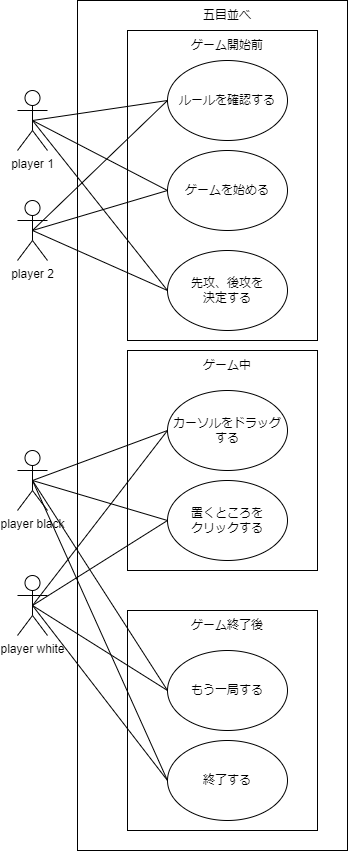 五目並べ
ゲーム開始前
ルールを確認する
player 1
ゲームを始める
player 2
先攻、後攻を
決定する
ゲーム中
カーソルをドラッグ
する
player black
置くところを
クリックする
player white
ゲーム終了後
もう一局する
終了する